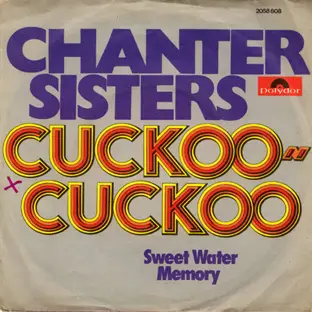 2058 608
CHANTER
SISTERS
Polydor
CUCKOO-
x CUCKOO
Sweet Water
Memory